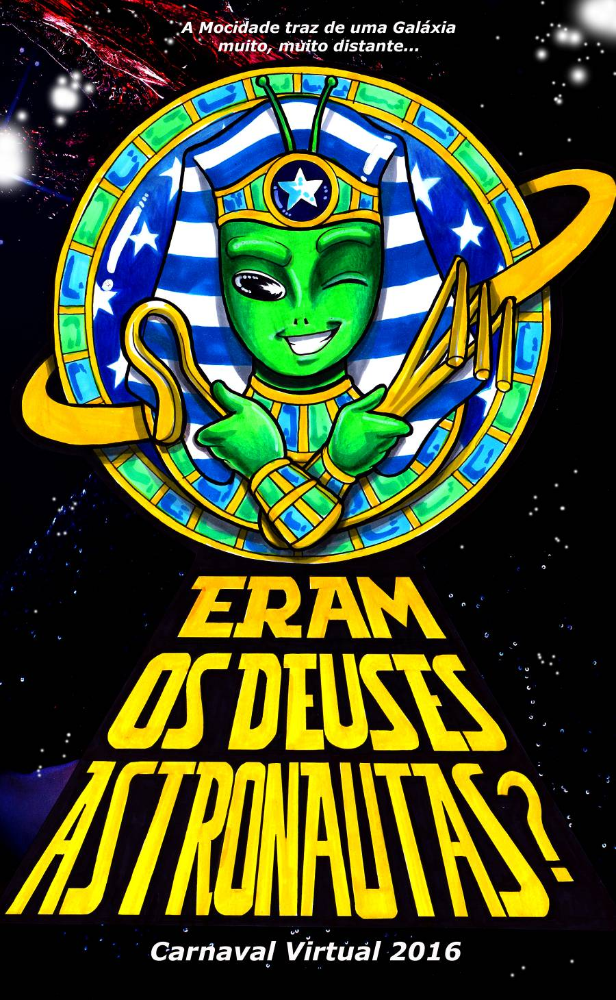 A Mocidade traz de uma Galáxia
muito, muito distante...
ERAM
OS DEUSES
ASTRONAUTAS?
Carnaval Virtual 2016